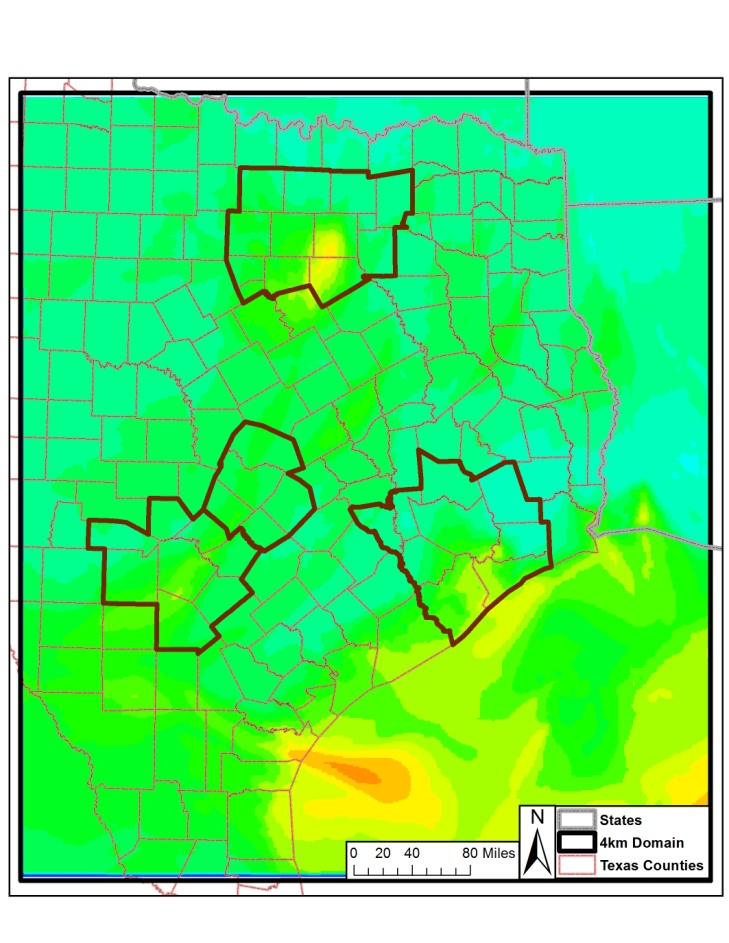 N
States
4km Domain
Texas Counties
0 20 40 80 Miles